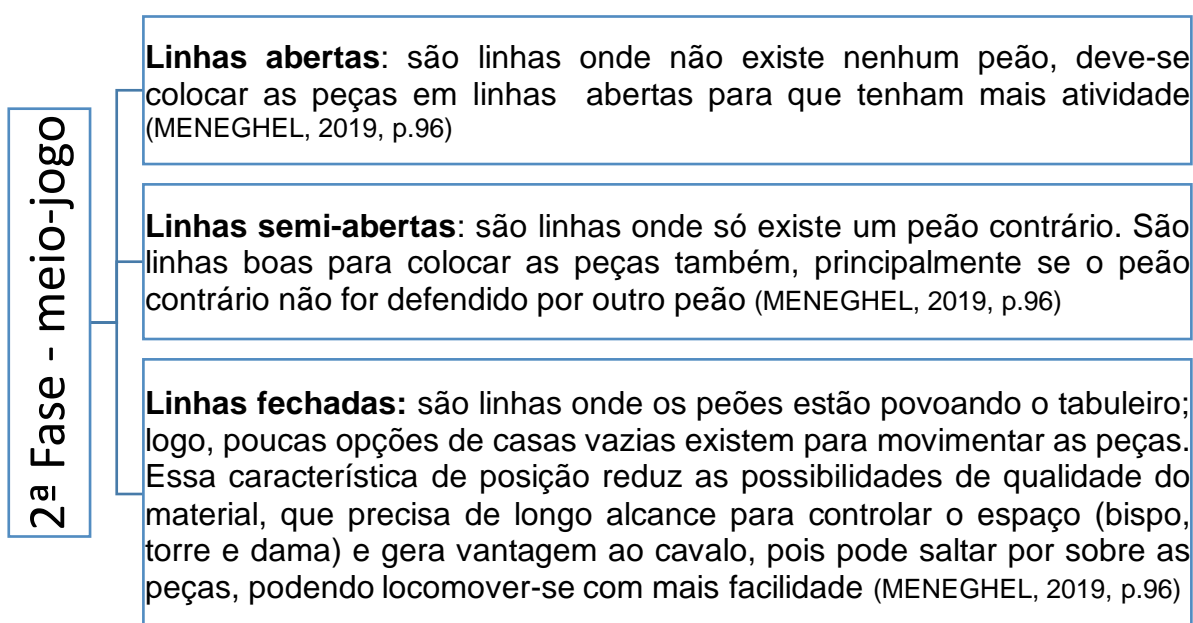 2ª Fase - meio-jogo
Linhas abertas: são linhas onde não existe nenhum peão, deve-se
colocar as peças em linhas abertas para que tenham mais atividade
(MENEGHEL, 2019, p.96)
Linhas semi-abertas: são linhas onde só existe um peão contrário. São
linhas boas para colocar as peças também, principalmente se o peão
contrário não for defendido por outro peão (MENEGHEL, 2019, p.96)
Linhas fechadas: são linhas onde os peões estão povoando o tabuleiro;
logo, poucas opções de casas vazias existem para movimentar as peças.
Essa característica de posição reduz as possibilidades de qualidade do
material, que precisa de longo alcance para controlar o espaço (bispo,
torre e dama) e gera vantagem ao cavalo, pois pode saltar por sobre as
peças, podendo locomover-se com mais facilidade (MENEGHEL, 2019, p.96)